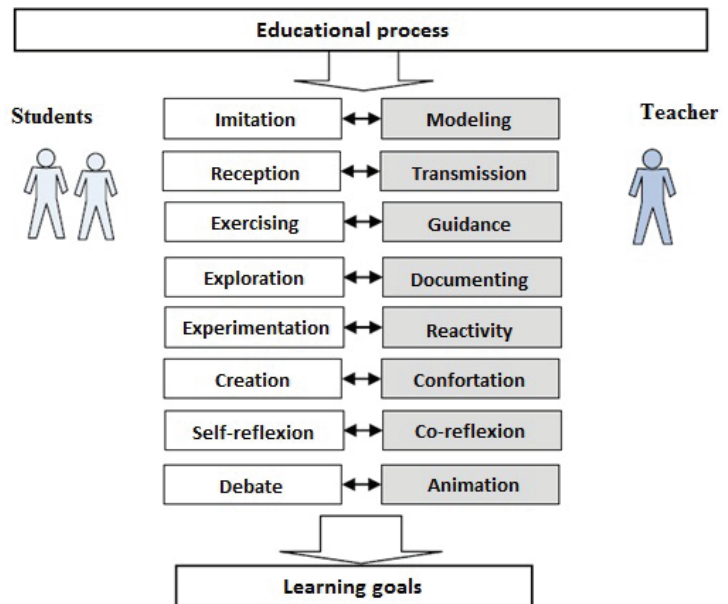 Educational process
Students
Teacher
Imitation
Modeling
Reception
Transmission
Exercising
Guidance
Exploration
Documenting
Experimentation
Reactivity
Creation
Confortation
Self-reflexion
Co-reflexion
Debate
Animation
Learning goals